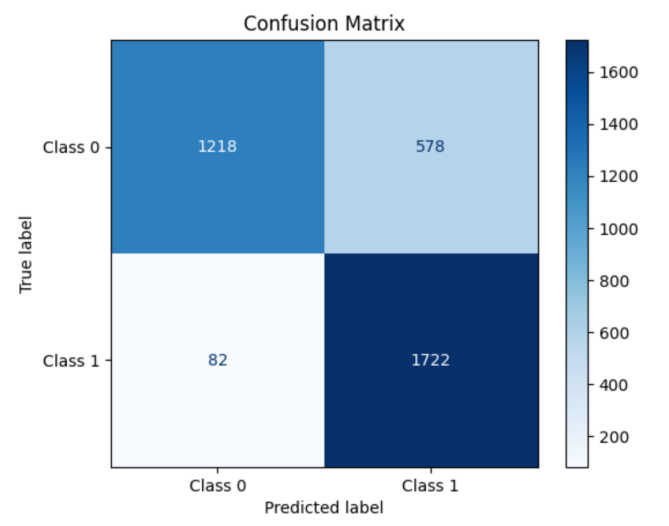 Confusion Matrix
Class 0
1218
578
Class 1
82
1722
Class 0
Class 1
Predicted label
True label
1600
1400
1200
1000
800
600
400
200